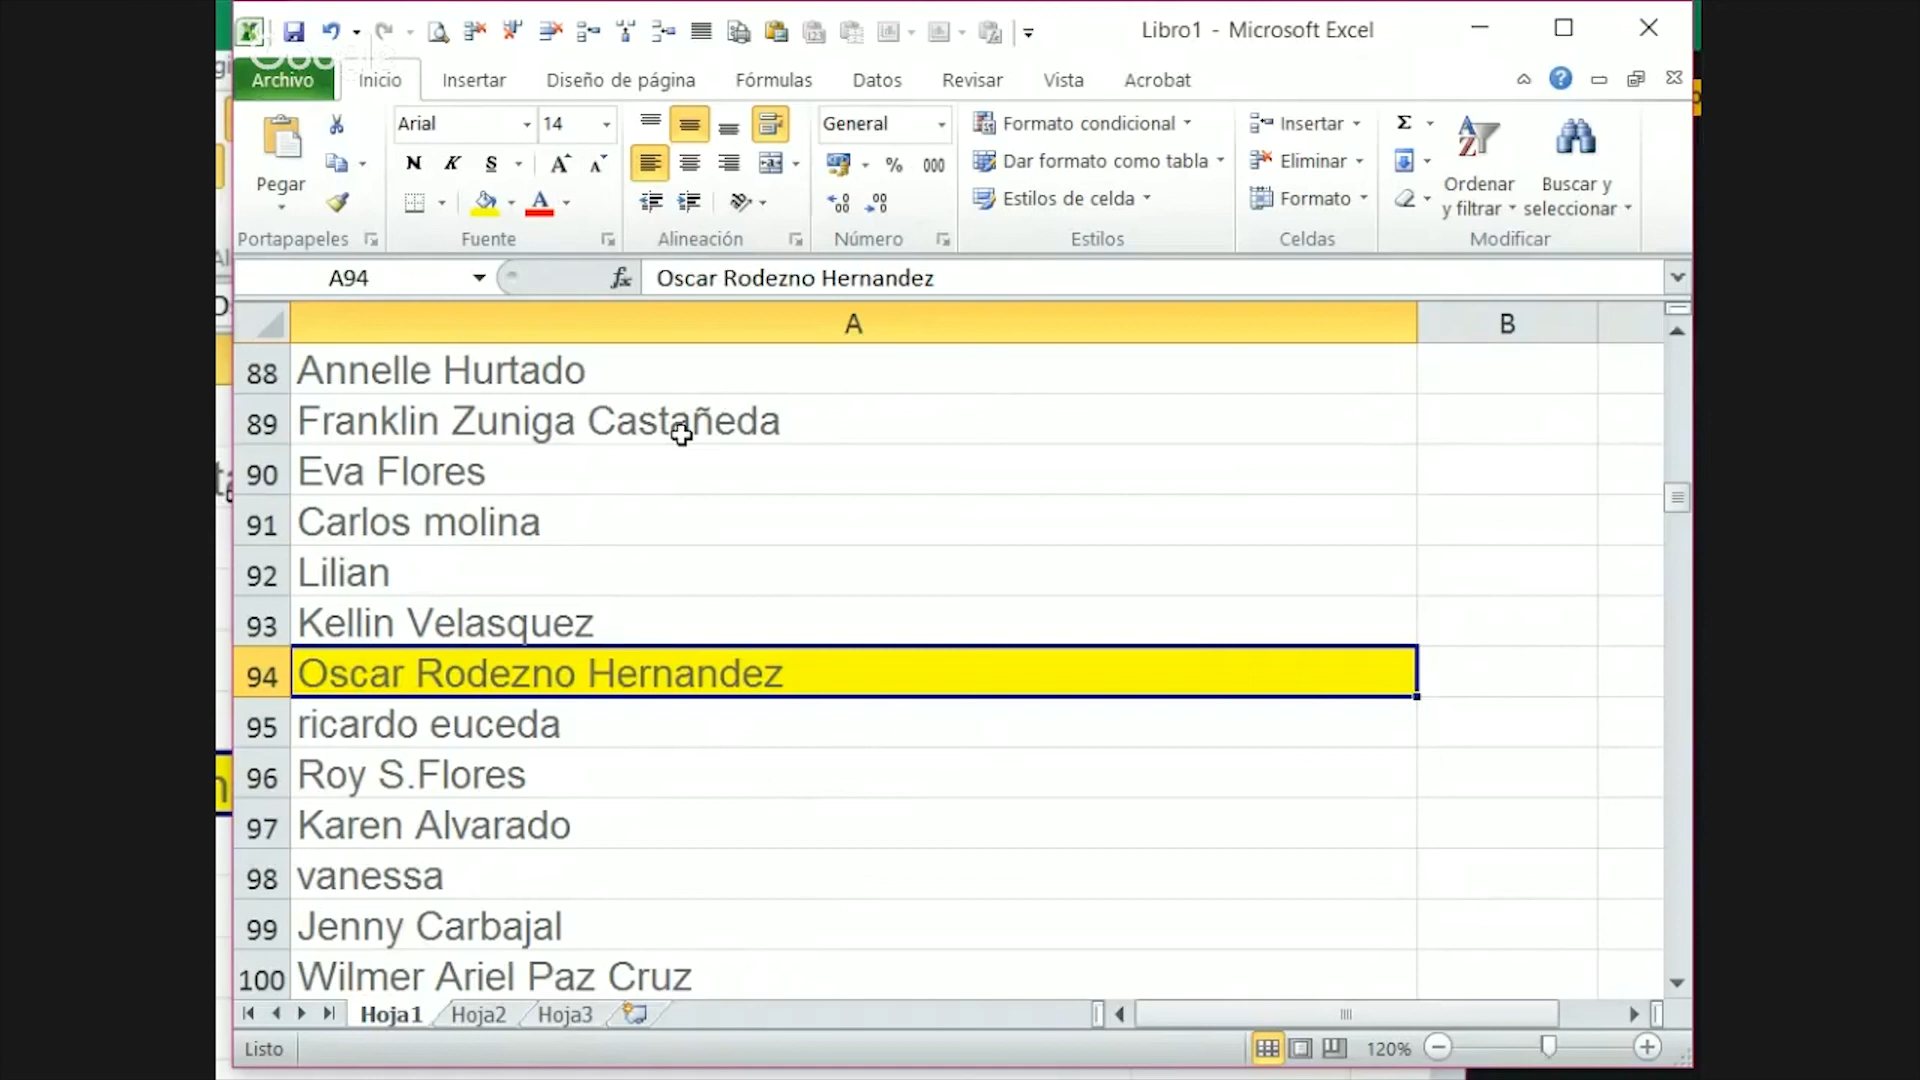 Libro1 - Microsoft Excel
Google
Archivo Inicio Insertar Diseño de página Fórmulas Datos Revisar Vista Acrobat
Pegar
Portapapeles
Arial 14
N K S A A
A
Fuente
Alineación
General
% 000
Número
Formato condicional
Dar formato como tabla
Estilos de celda
Estilos
Insertar
Eliminar
Formato
Celdas
Σ
Ordenar y filtrar
Buscar y seleccionar
Modificar
A94 fx Oscar Rodezno Hernandez
A B
88 Annelle Hurtado
89 Franklin Zuniga Castañeda
90 Eva Flores
91 Carlos molina
92 Lilian
93 Kellin Velasquez
94 Oscar Rodezno Hernandez
95 ricardo euceda
96 Roy S.Flores
97 Karen Alvarado
98 vanessa
99 Jenny Carbajal
100 Wilmer Ariel Paz Cruz
Hoja1 Hoja2 Hoja3
Listo 120%